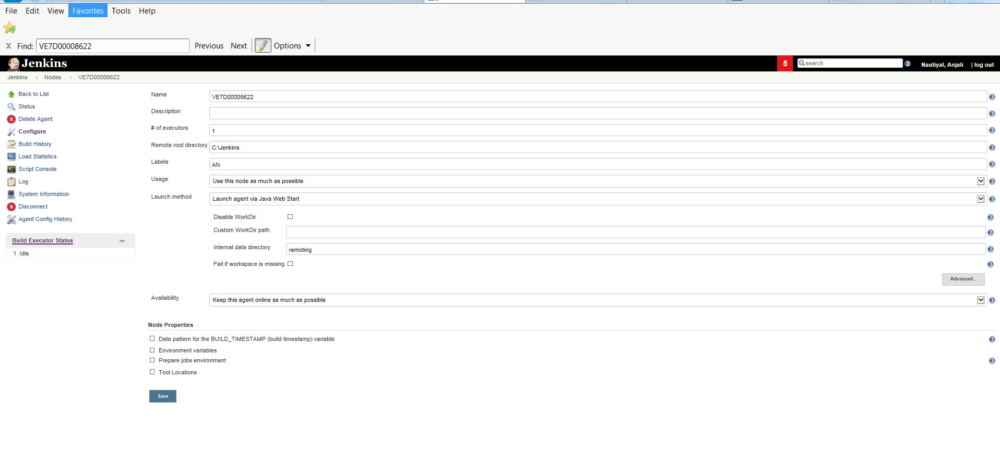 File Edit View Favorites Tools Help
x Find: VE7D00008622 Previous Next Options
Jenkins 5 search Nautiyal, Anjali | log out
Jenkins Nodes VE7D00008622
Back to List
Status
Delete Agent
Configure
Build History
Load Statistics
Script Console
Log
System Information
Disconnect
Agent Config History
Build Executor Status
1 Idle
Name VE7D00008622
Description
# of executors 1
Remote root directory C:\Jenkins
Labels AN
Usage Use this node as much as possible
Launch method Launch agent via Java Web Start
Disable WorkDir
Custom WorkDir path
Internal data directory remoting
Fail if workspace is missing
Advanced...
Availability Keep this agent online as much as possible
Node Properties
Date pattern for the BUILD_TIMESTAMP (build timestamp) variable
Environment variables
Prepare jobs environment
Tool Locations
Save